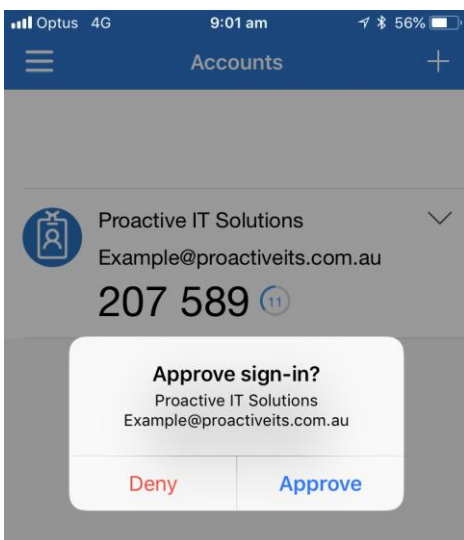 Optus 4G 9:01 am 56%
Accounts
Proactive IT Solutions
Example@proactiveits.com.au
207 589 11
Approve sign-in?
Proactive IT Solutions
Example@proactiveits.com.au
Deny Approve